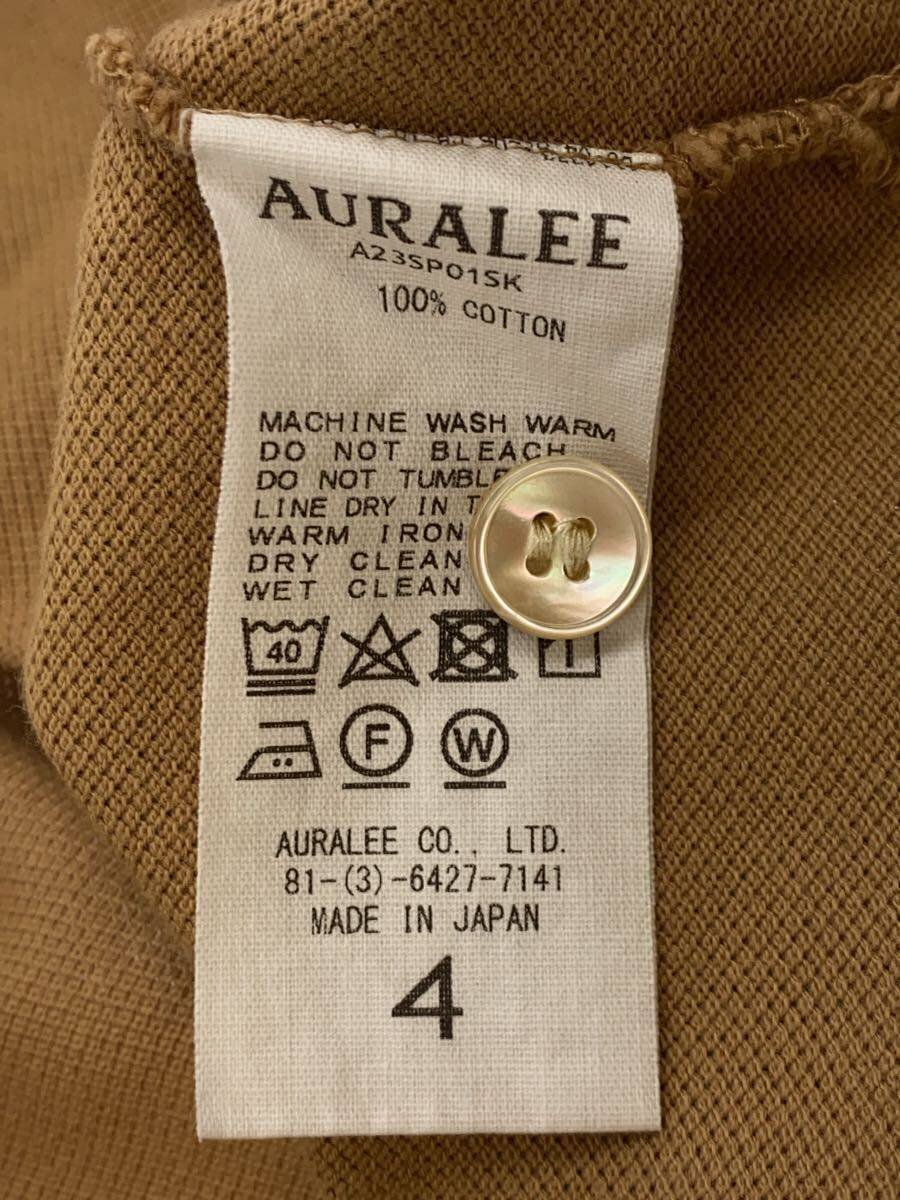 AURALEE
A23SP01SK
100% COTTON
MACHINE WASH WARM
DO NOT BLEACH
DO NOT TUMBLE
LINE DRY IN
WARM IRON
DRY CLEAN
WET CLEAN
40
F W
AURALEE CO., LTD.
81-(3)-6427-7141
MADE IN JAPAN
4